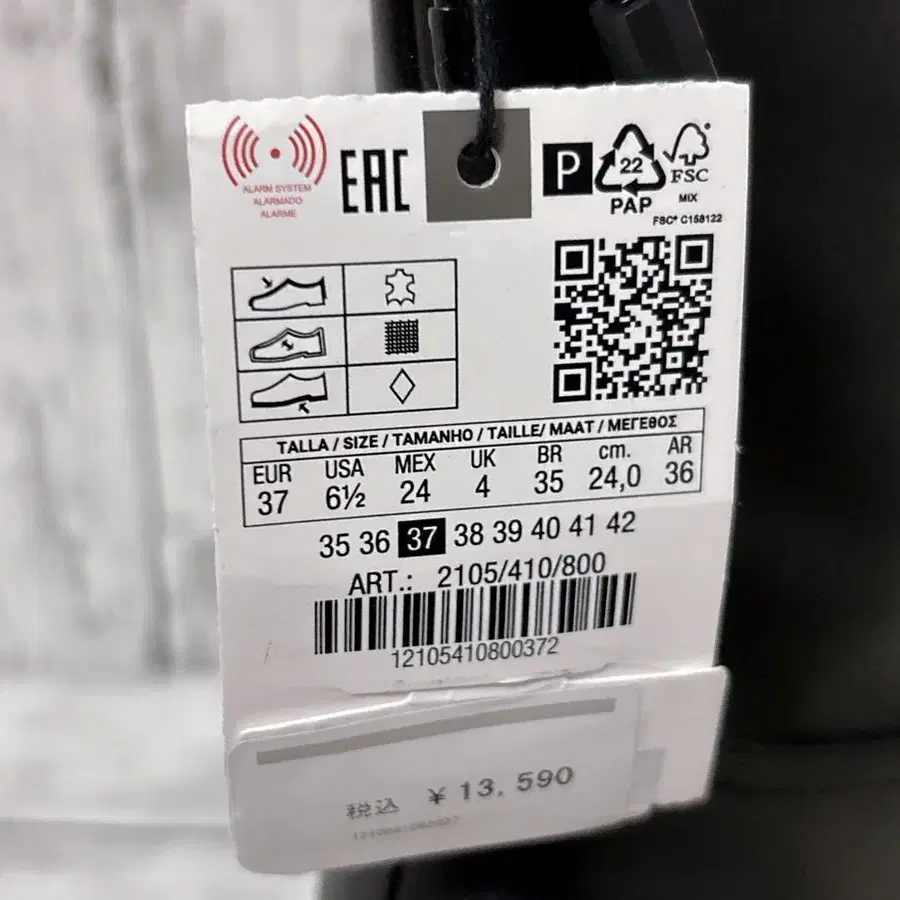 ALARM SYSTEM
ALARMADO
ALARME
EAC
P
22
PAP
FSC
MIX
FSC® C158122
TALLA / SIZE / TAMANHO / TAILLE/ MAAT / ΜΕΓΕΘΟΣ
EUR USA MEX UK BR cm. AR
37 6½ 24 4 35 24,0 36
35 36 37 38 39 40 41 42
ART.: 2105/410/800
12105410800372
税込 ¥ 13,590